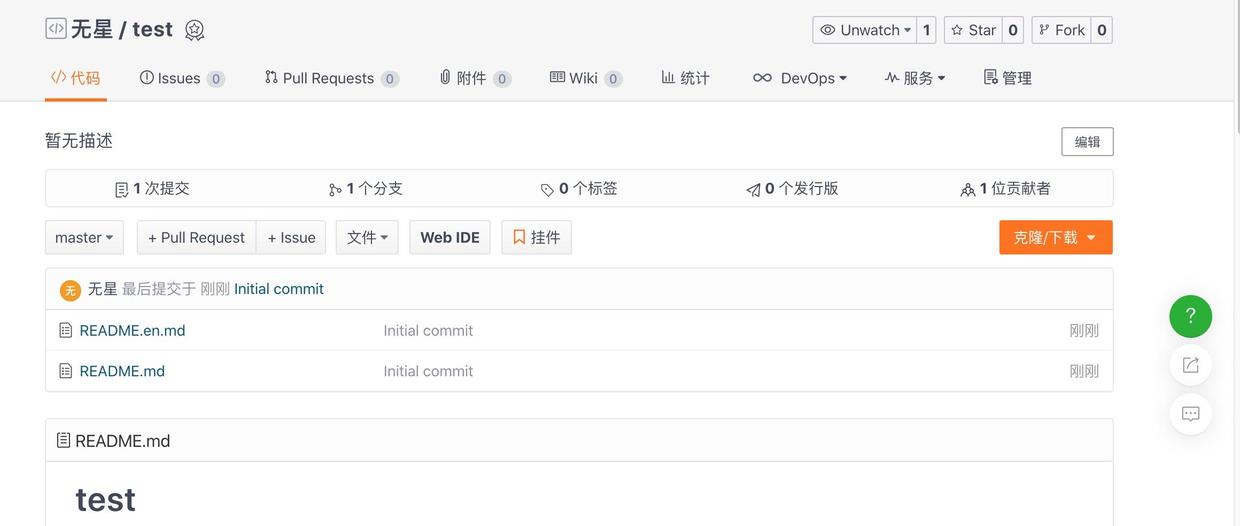 无星 / test
Unwatch 1 Star 0 Fork 0
代码 Issues 0 Pull Requests 0 附件 0 Wiki 0 统计 DevOps 服务 管理
暂无描述 编辑
1 次提交 1 个分支 0 个标签 0 个发行版 1 位贡献者
master + Pull Request + Issue 文件 Web IDE 挂件 克隆/下载
无 无星 最后提交于 刚刚 Initial commit
README.en.md Initial commit 刚刚
README.md Initial commit 刚刚
README.md
test